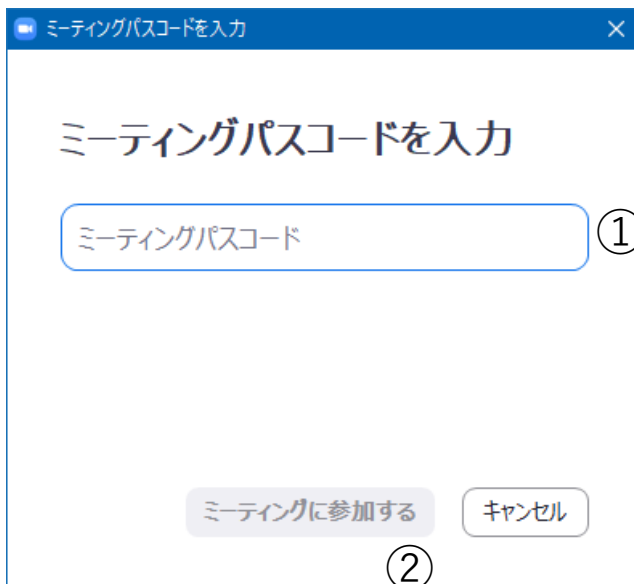 ミーティングパスコードを入力
ミーティングパスコードを入力
ミーティングパスコード ①
ミーティングに参加する キャンセル
②